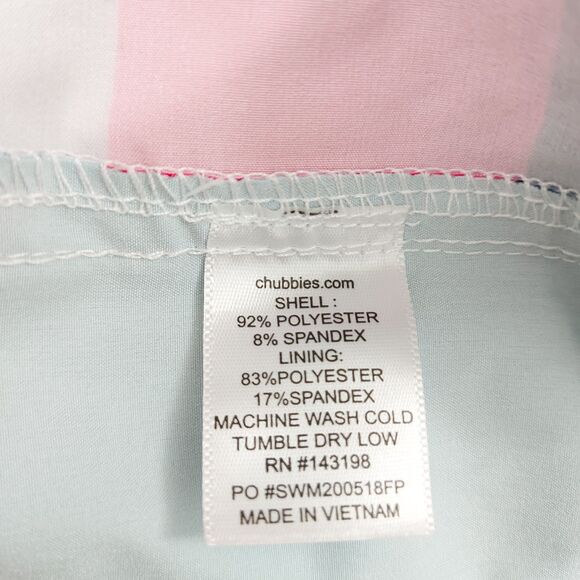 chubbies.com
SHELL :
92% POLYESTER
8% SPANDEX
LINING:
83%POLYESTER
17%SPANDEX
MACHINE WASH COLD
TUMBLE DRY LOW
RN #143198
PO #SWM200518FP
MADE IN VIETNAM